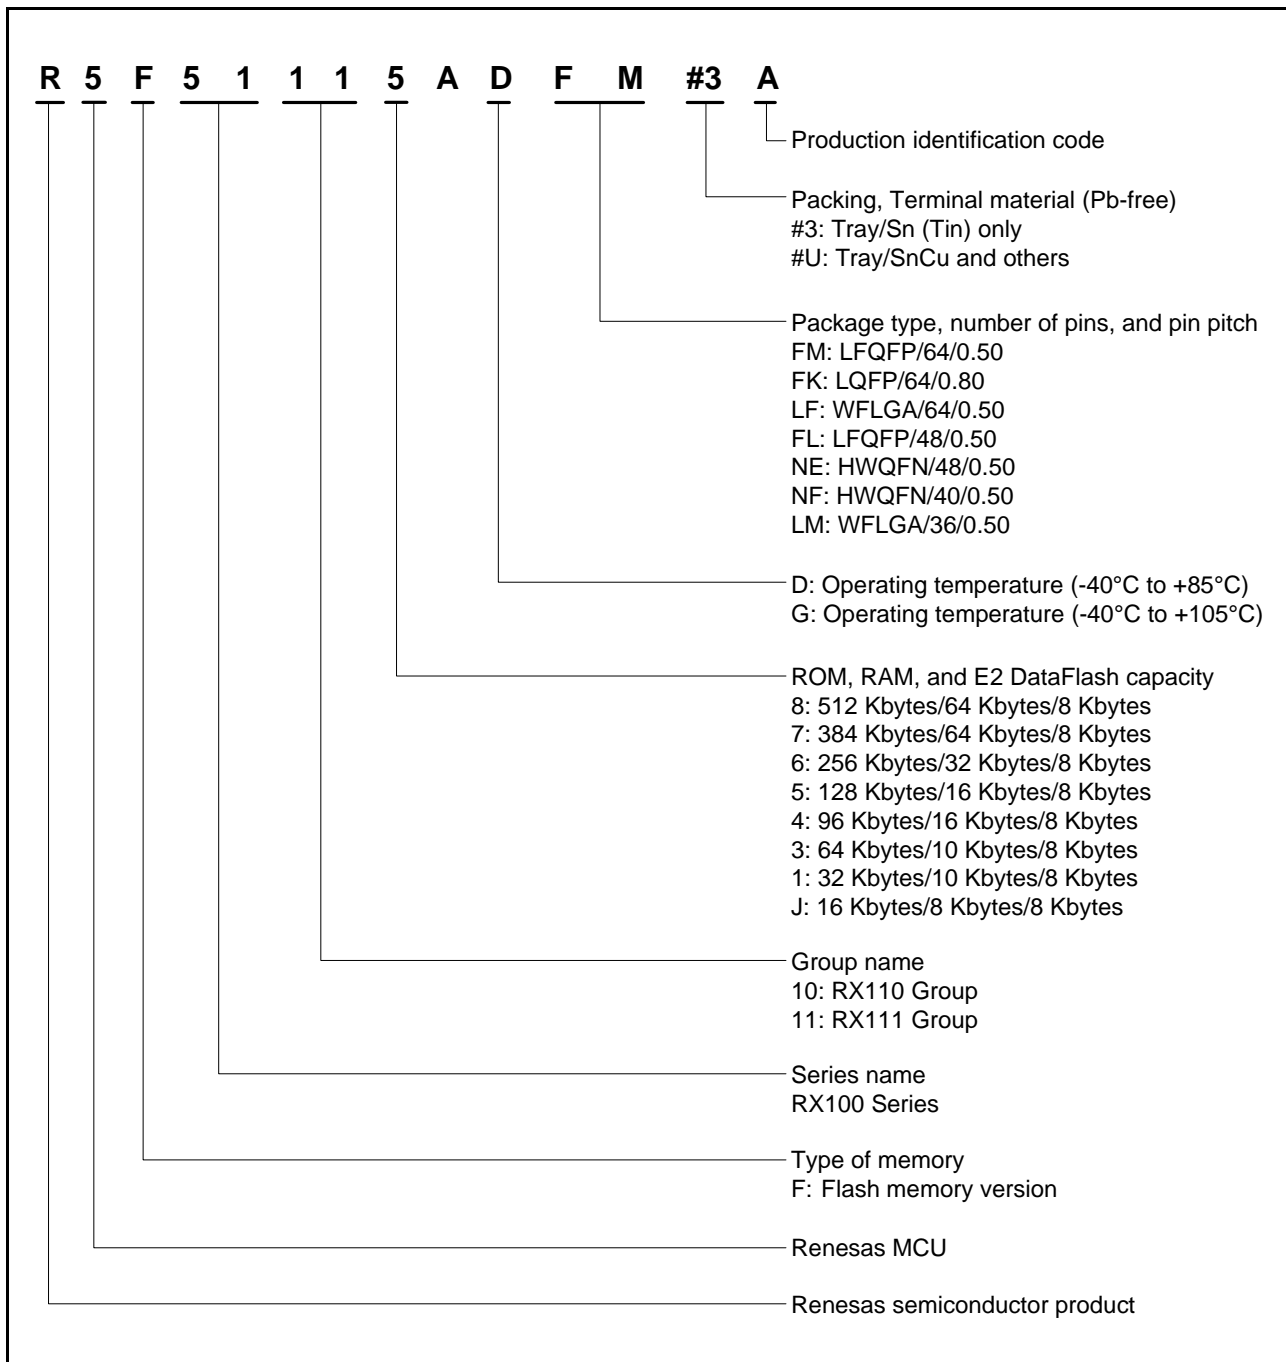 R 5 F 5 1 1 1 5 A D F M #3 A
Production identification code
Packing, Terminal material (Pb-free)
#3: Tray/Sn (Tin) only
#U: Tray/SnCu and others
Package type, number of pins, and pin pitch
FM: LFQFP/64/0.50
FK: LQFP/64/0.80
LF: WFLGA/64/0.50
FL: LFQFP/48/0.50
NE: HWQFN/48/0.50
NF: HWQFN/40/0.50
LM: WFLGA/36/0.50
D: Operating temperature (-40°C to +85°C)
G: Operating temperature (-40°C to +105°C)
ROM, RAM, and E2 DataFlash capacity
8: 512 Kbytes/64 Kbytes/8 Kbytes
7: 384 Kbytes/64 Kbytes/8 Kbytes
6: 256 Kbytes/32 Kbytes/8 Kbytes
5: 128 Kbytes/16 Kbytes/8 Kbytes
4: 96 Kbytes/16 Kbytes/8 Kbytes
3: 64 Kbytes/10 Kbytes/8 Kbytes
1: 32 Kbytes/10 Kbytes/8 Kbytes
J: 16 Kbytes/8 Kbytes/8 Kbytes
Group name
10: RX110 Group
11: RX111 Group
Series name
RX100 Series
Type of memory
F: Flash memory version
Renesas MCU
Renesas semiconductor product